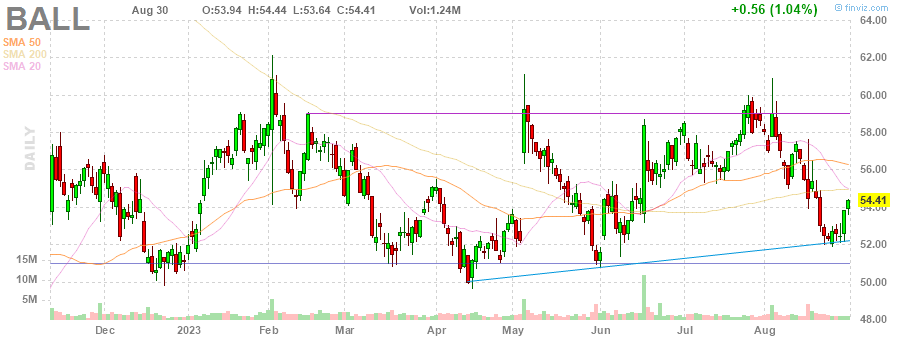 BALL
Aug 30 O:53.94 H:54.44 L:53.64 C:54.41 Vol:1.24M +0.56 (1.04%)
finviz.com
SMA 50
SMA 200
SMA 20
DAILY
64.00
62.00
60.00
58.00
56.00
54.41
54.00
52.00
50.00
48.00
15M
10M
5M
Dec 2023 Feb Mar Apr May Jun Jul Aug